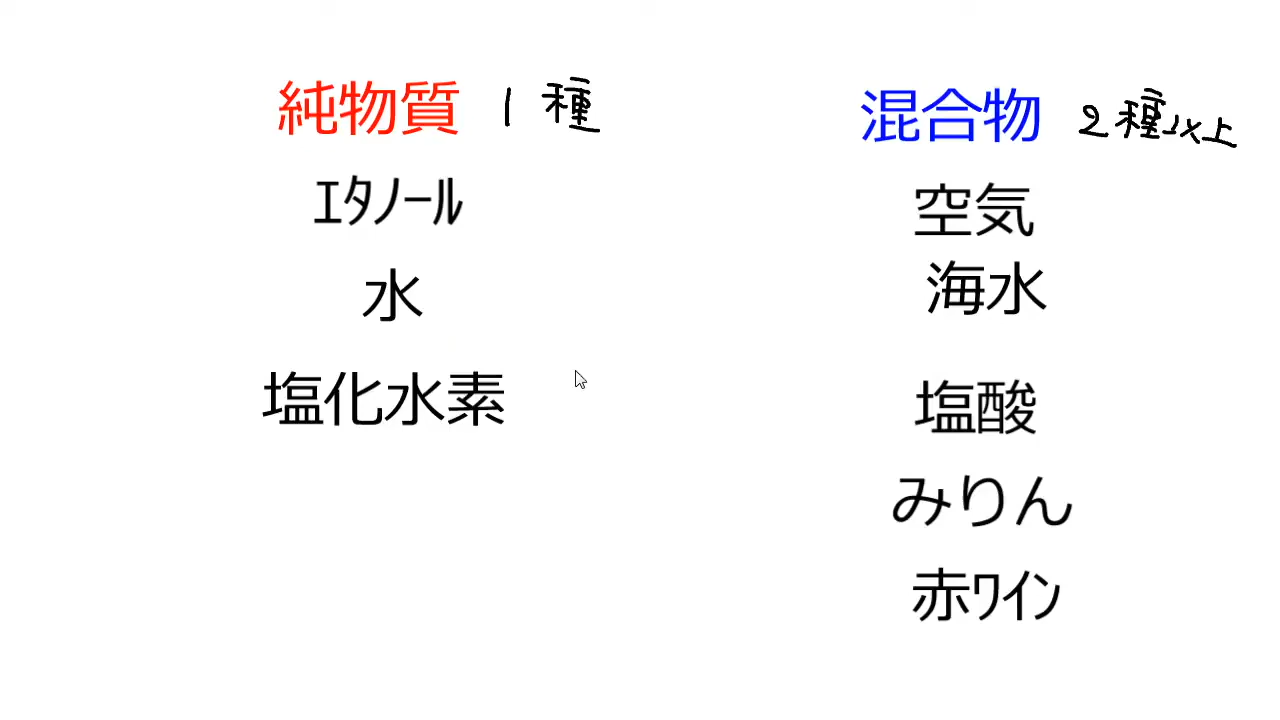 純物質 1種
ｴﾀﾉｰﾙ
水
塩化水素
混合物 2種以上
空気
海水
塩酸
みりん
赤ﾜｲﾝ